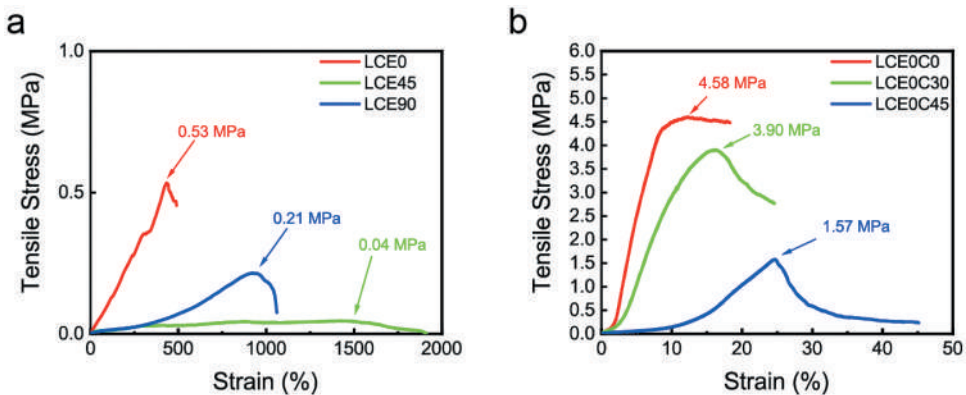 a
Tensile Stress (MPa)
1.0
0.5
0.0
0
500
1000
1500
2000
Strain (%)
LCE0
LCE45
LCE90
0.53 MPa
0.21 MPa
0.04 MPa
b
Tensile Stress (MPa)
6.0
5.5
5.0
4.5
4.0
3.5
3.0
2.5
2.0
1.5
1.0
0.5
0.0
0
10
20
30
40
50
Strain (%)
LCE0C0
LCE0C30
LCE0C45
4.58 MPa
3.90 MPa
1.57 MPa